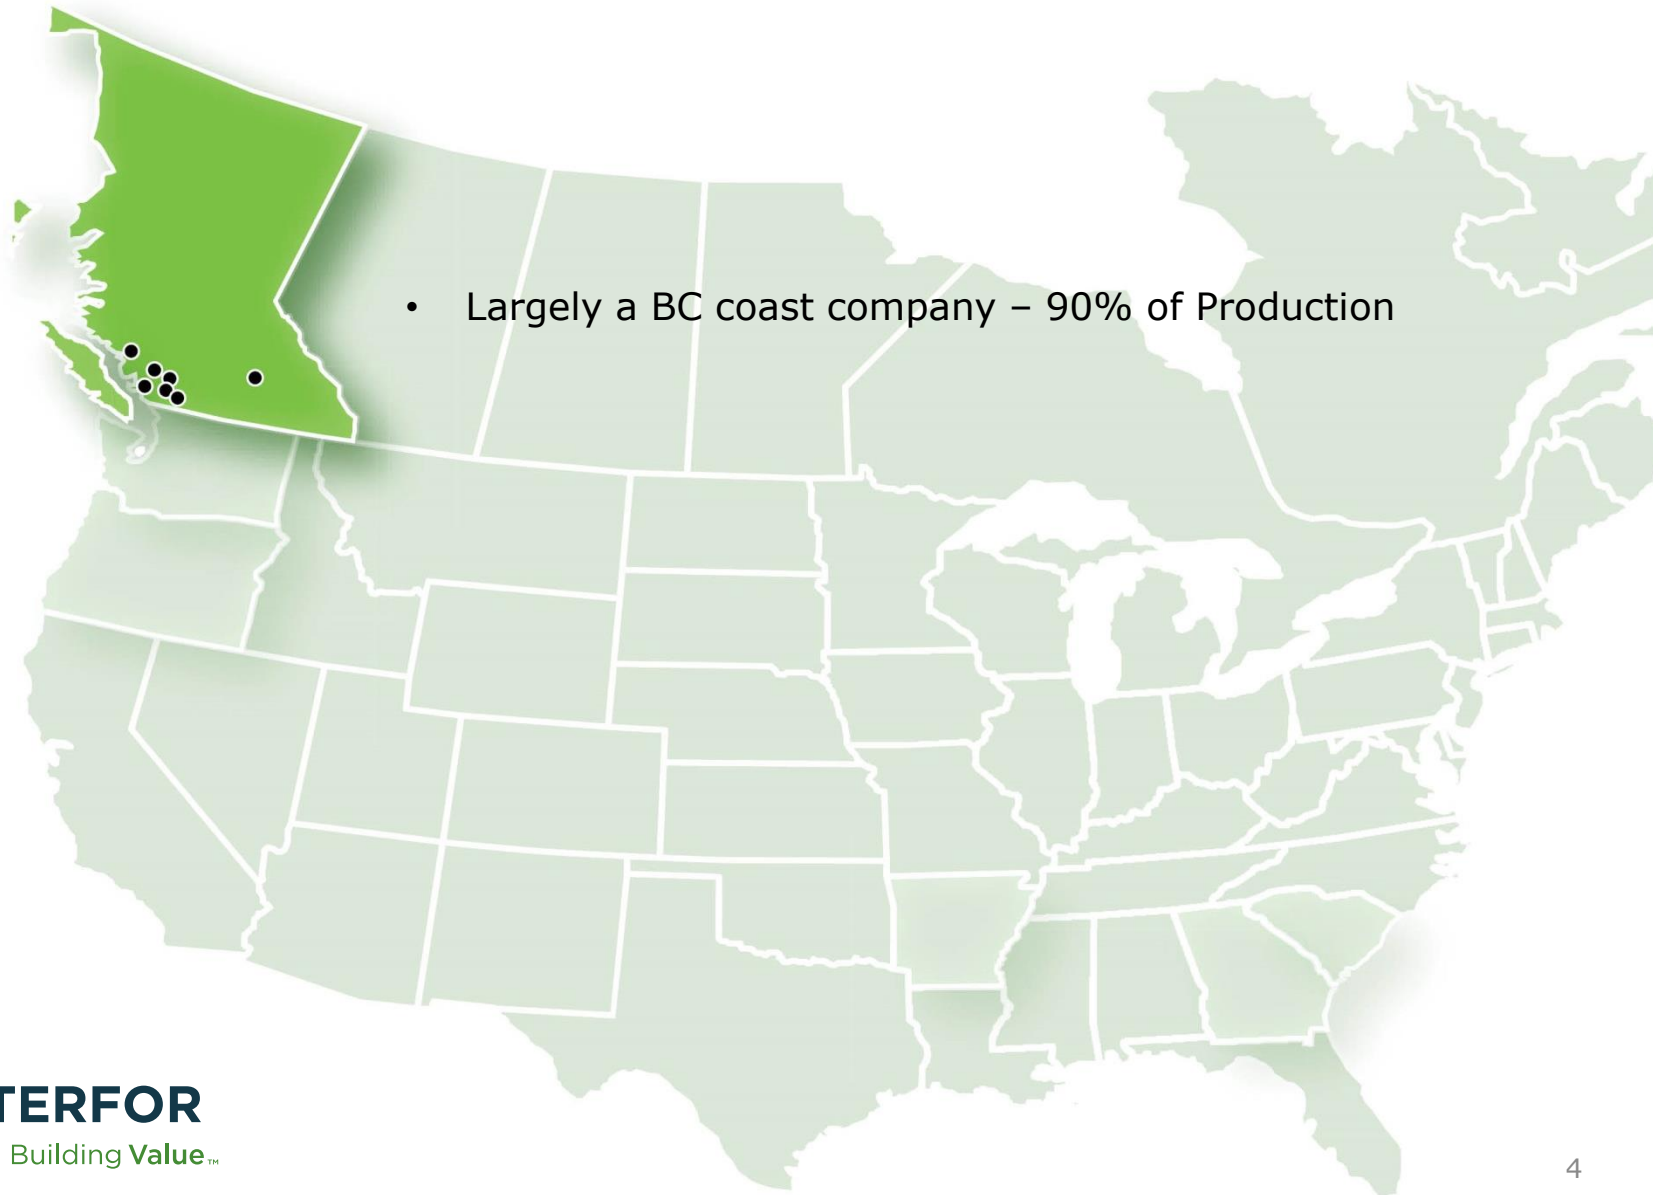 • Largely a BC coast company – 90% of Production
TERFOR
Building Value™
4